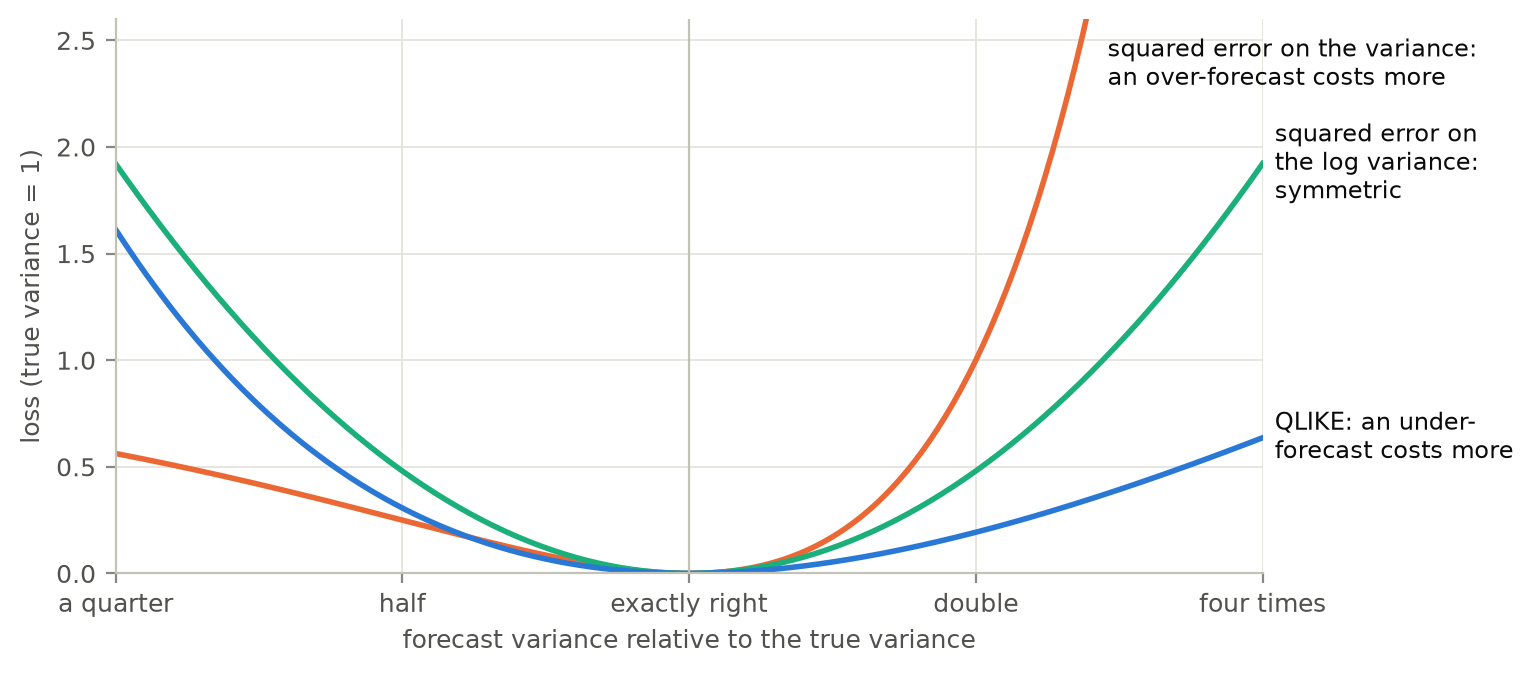 2.5
squared error on the variance:
an over-forecast costs more
2.0
squared error on
the log variance:
symmetric
1.5
1.0
QLIKE: an under-
forecast costs more
0.5
0.0
loss (true variance = 1)
a quarter
half
exactly right
double
four times
forecast variance relative to the true variance